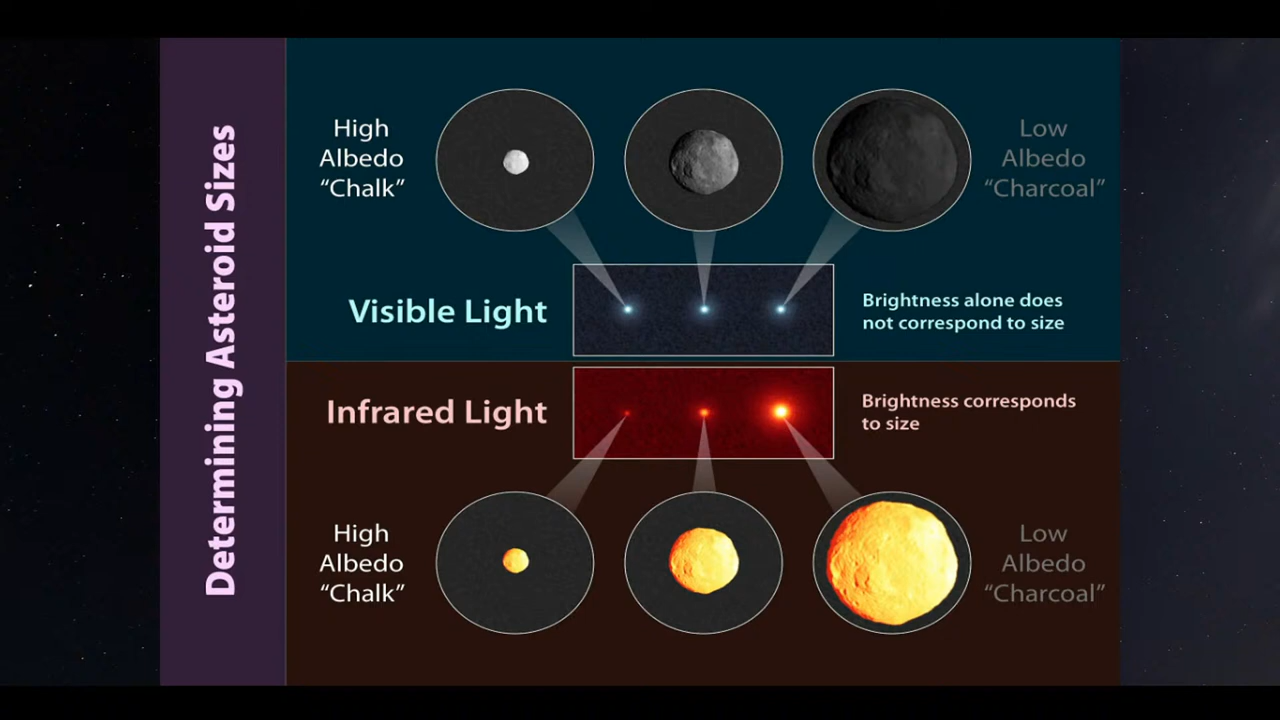 Determining Asteroid Sizes
High
Albedo
“Chalk”
Low
Albedo
“Charcoal”
Visible Light
Brightness alone does
not correspond to size
Infrared Light
Brightness corresponds
to size
High
Albedo
“Chalk”
Low
Albedo
“Charcoal”